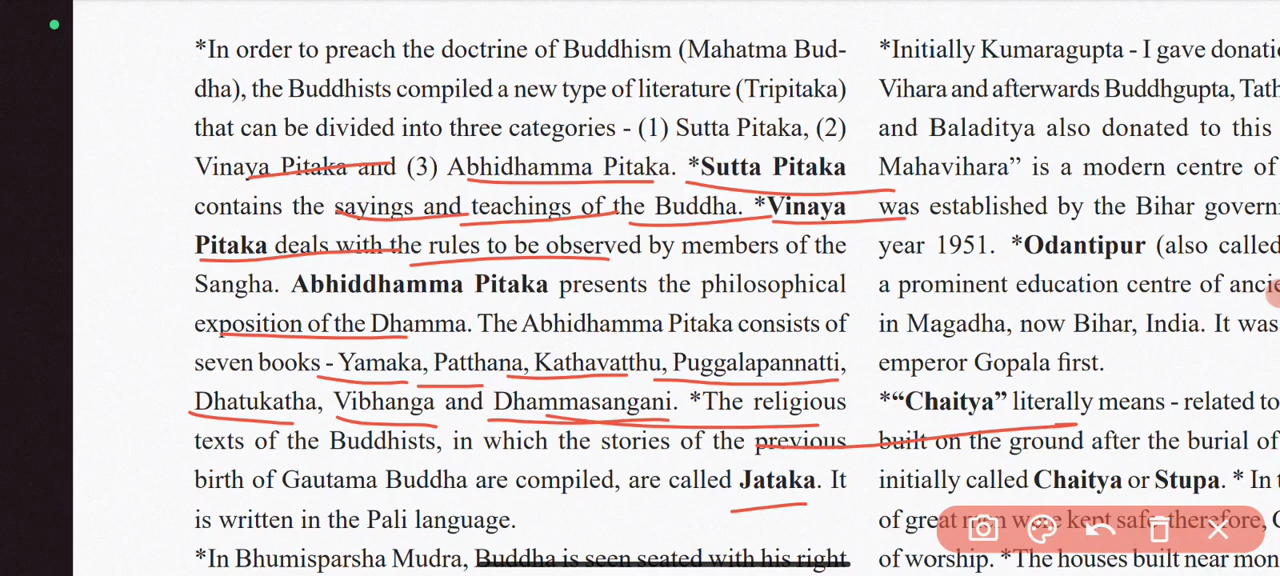 *In order to preach the doctrine of Buddhism (Mahatma Bud-
dha), the Buddhists compiled a new type of literature (Tripitaka)
that can be divided into three categories - (1) Sutta Pitaka, (2)
Vinaya Pitaka and (3) Abhidhamma Pitaka. *Sutta Pitaka
contains the sayings and teachings of the Buddha. *Vinaya
Pitaka deals with the rules to be observed by members of the
Sangha. Abhiddhamma Pitaka presents the philosophical
exposition of the Dhamma. The Abhidhamma Pitaka consists of
seven books - Yamaka, Patthana, Kathavatthu, Puggalapannatti,
Dhatukatha, Vibhanga and Dhammasangani. *The religious
texts of the Buddhists, in which the stories of the previous
birth of Gautama Buddha are compiled, are called Jataka. It
is written in the Pali language.
*In Bhumisparsha Mudra, Buddha is seen seated with his right
*Initially Kumaragupta - I gave donati
Vihara and afterwards Buddhgupta, Tath
and Baladitya also donated to this
Mahavihara” is a modern centre of
was established by the Bihar governm
year 1951. *Odantipur (also called
a prominent education centre of ancie
in Magadha, now Bihar, India. It was
emperor Gopala first.
*“Chaitya” literally means - related to
built on the ground after the burial of
initially called Chaitya or Stupa. * In t
of great men were kept safe therefore, C
of worship. *The houses built near mon